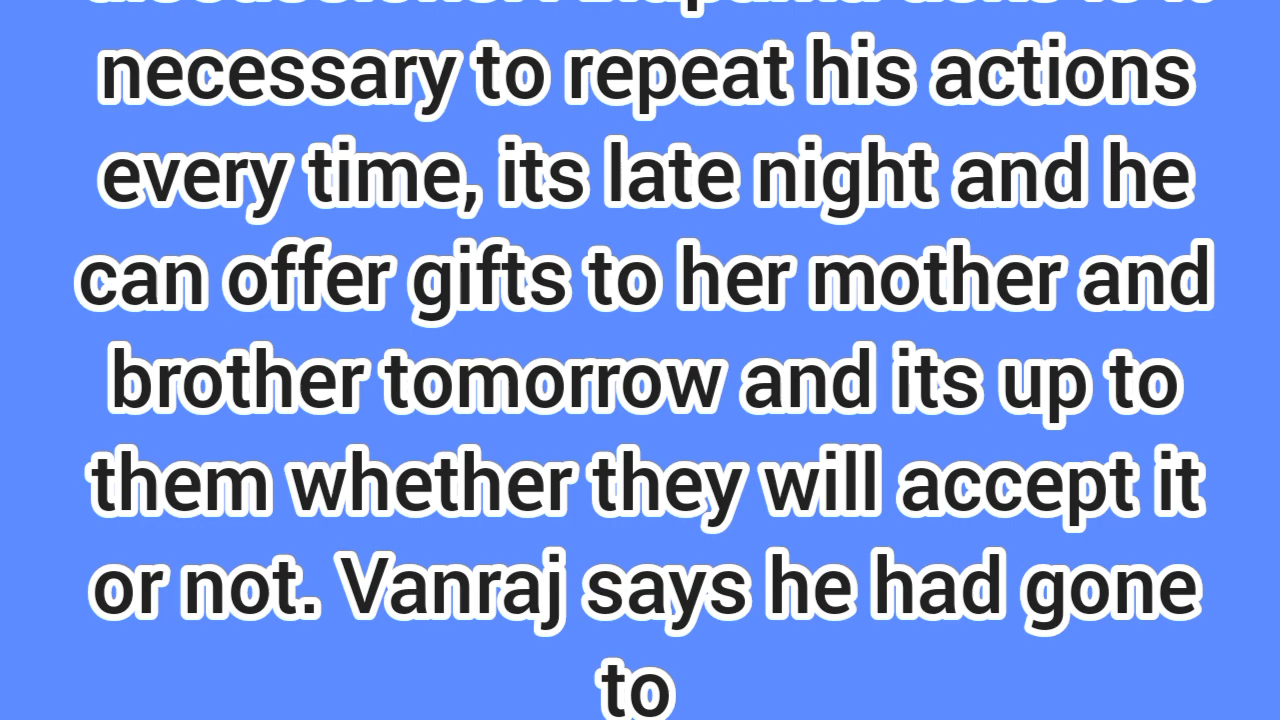 necessary to repeat his actions
every time, its late night and he
can offer gifts to her mother and
brother tomorrow and its up to
them whether they will accept it
or not. Vanraj says he had gone
to